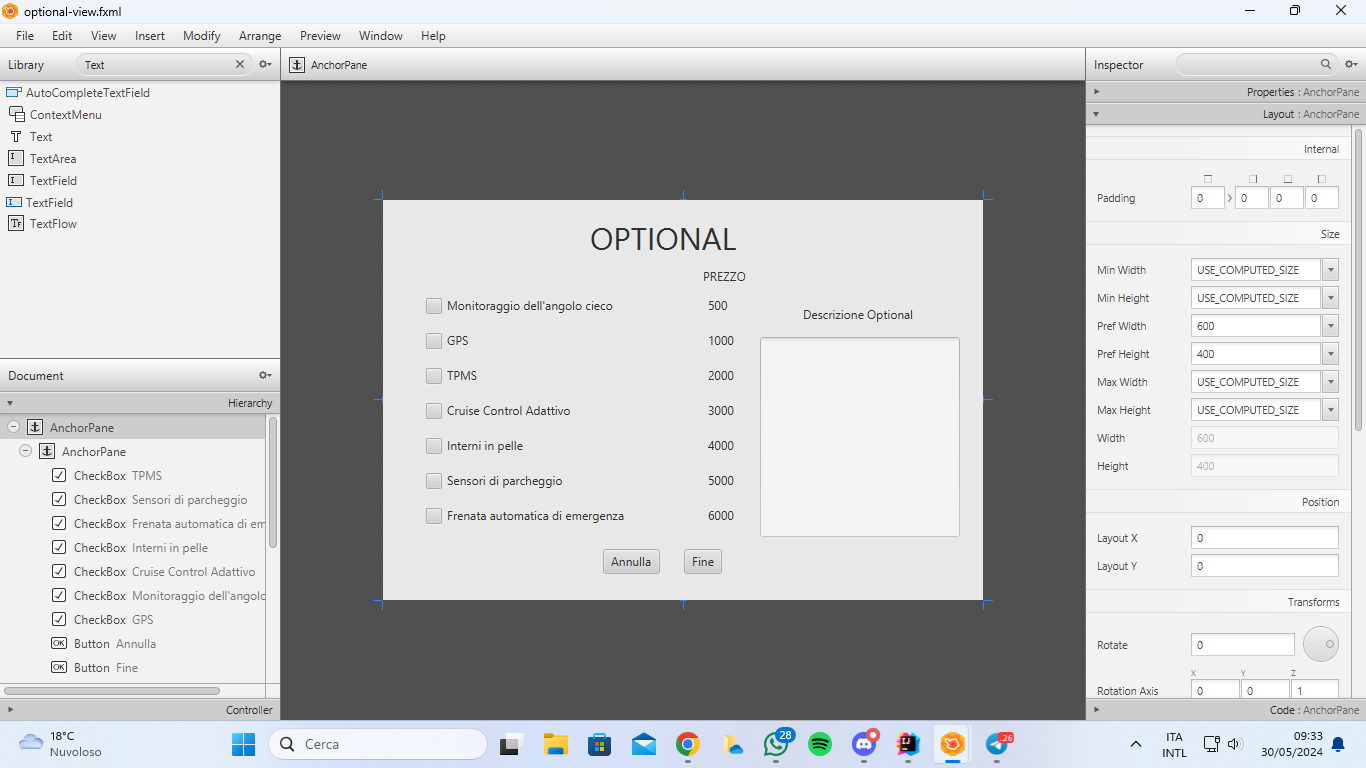 optional-view.fxml
File Edit View Insert Modify Arrange Preview Window Help
Library Text
AutoCompleteTextField
ContextMenu
Text
TextArea
TextField
TextField
TextFlow
Document
Hierarchy
AnchorPane
AnchorPane
CheckBox TPMS
CheckBox Sensori di parcheggio
CheckBox Frenata automatica di em
CheckBox Interni in pelle
CheckBox Cruise Control Adattivo
CheckBox Monitoraggio dell'angolo
CheckBox GPS
Button Annulla
Button Fine
Controller
AnchorPane
OPTIONAL
PREZZO
Monitoraggio dell'angolo cieco 500
GPS 1000
TPMS 2000
Cruise Control Adattivo 3000
Interni in pelle 4000
Sensori di parcheggio 5000
Frenata automatica di emergenza 6000
Descrizione Optional
Annulla Fine
Inspector
Properties : AnchorPane
Layout : AnchorPane
Internal
Padding 0 0 0 0
Size
Min Width USE_COMPUTED_SIZE
Min Height USE_COMPUTED_SIZE
Pref Width 600
Pref Height 400
Max Width USE_COMPUTED_SIZE
Max Height USE_COMPUTED_SIZE
Width 600
Height 400
Position
Layout X 0
Layout Y 0
Transforms
Rotate 0
X Y Z
Rotation Axis 0 0 1
Code : AnchorPane
18°C
Nuvoloso
Cerca
28
26
ITA
INTL
09:33
30/05/2024